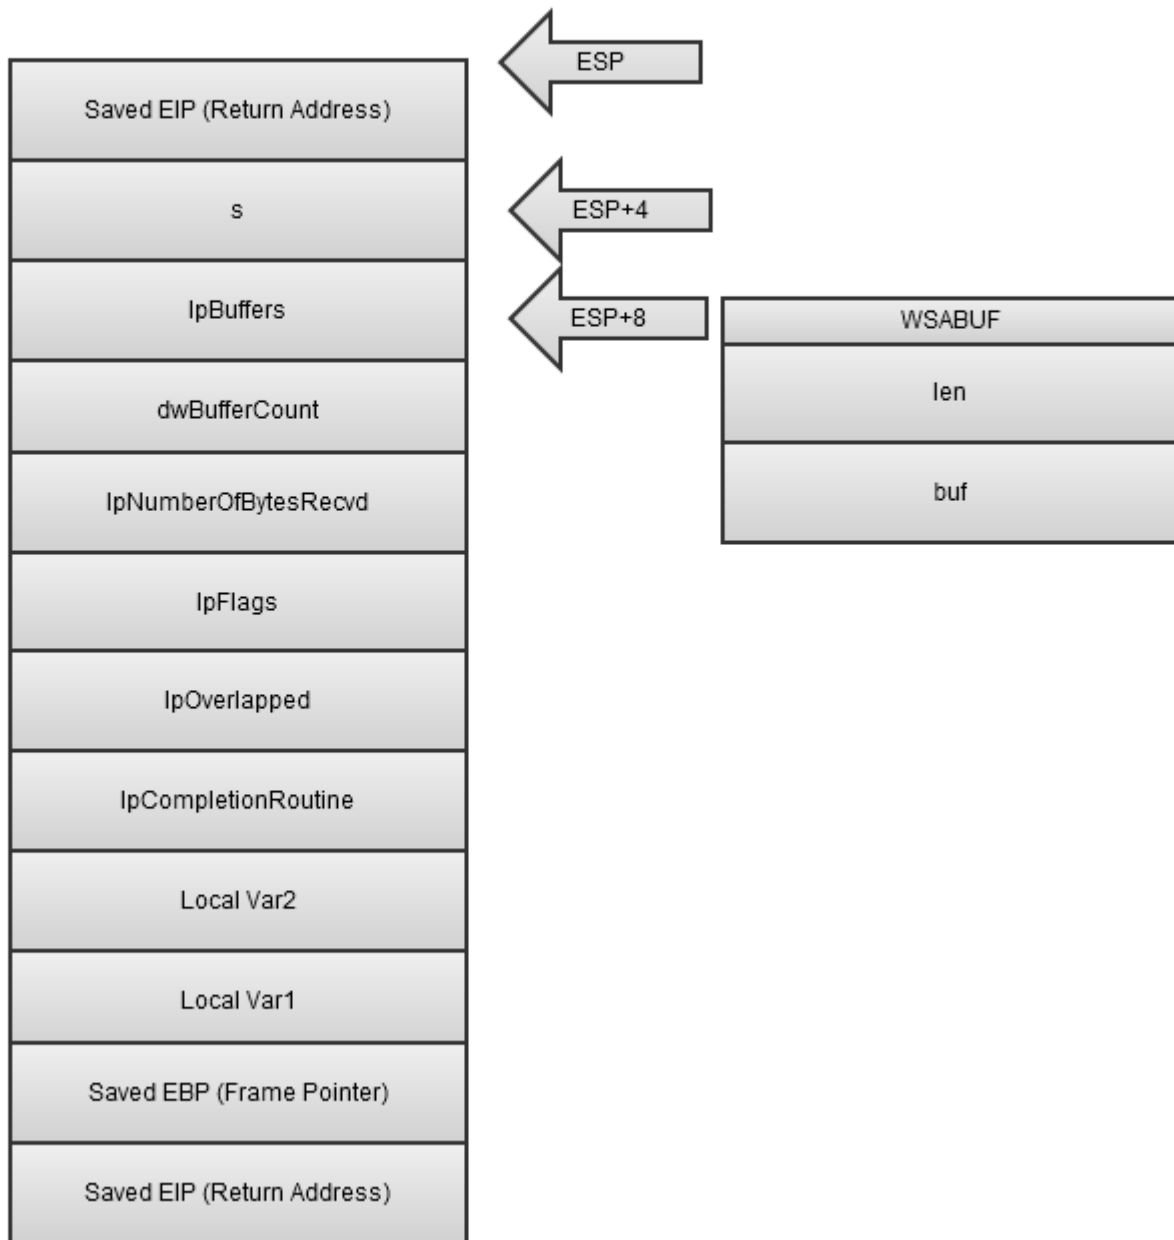 ESP
Saved EIP (Return Address)
s
ESP+4
lpBuffers
ESP+8
WSABUF
len
dwBufferCount
buf
lpNumberOfBytesRecvd
lpFlags
lpOverlapped
lpCompletionRoutine
Local Var2
Local Var1
Saved EBP (Frame Pointer)
Saved EIP (Return Address)